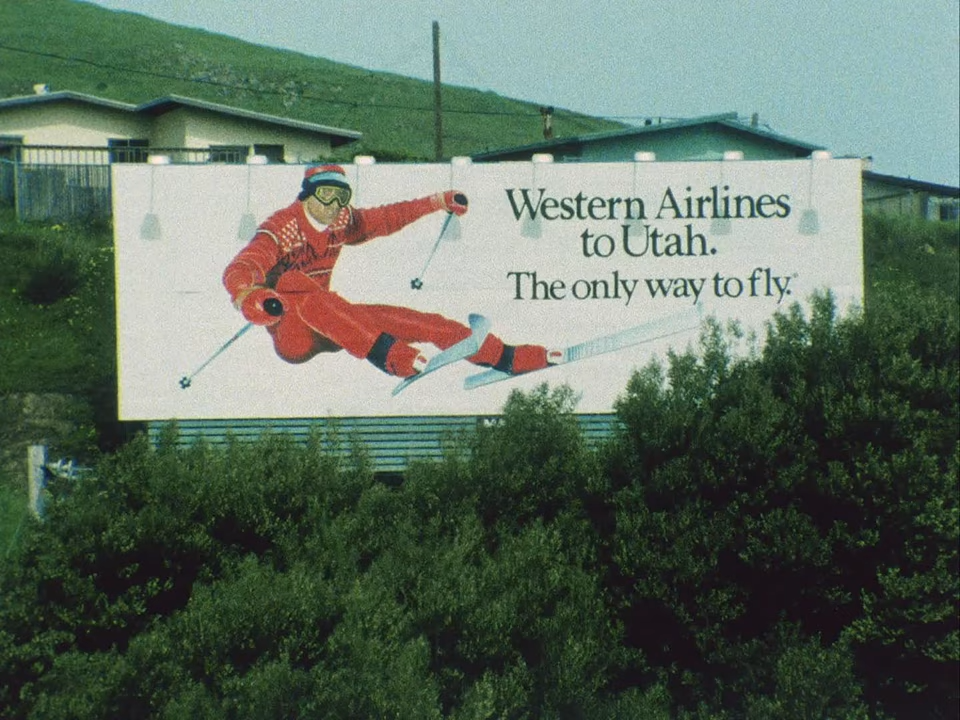 Western Airlines
to Utah.
The only way to fly.